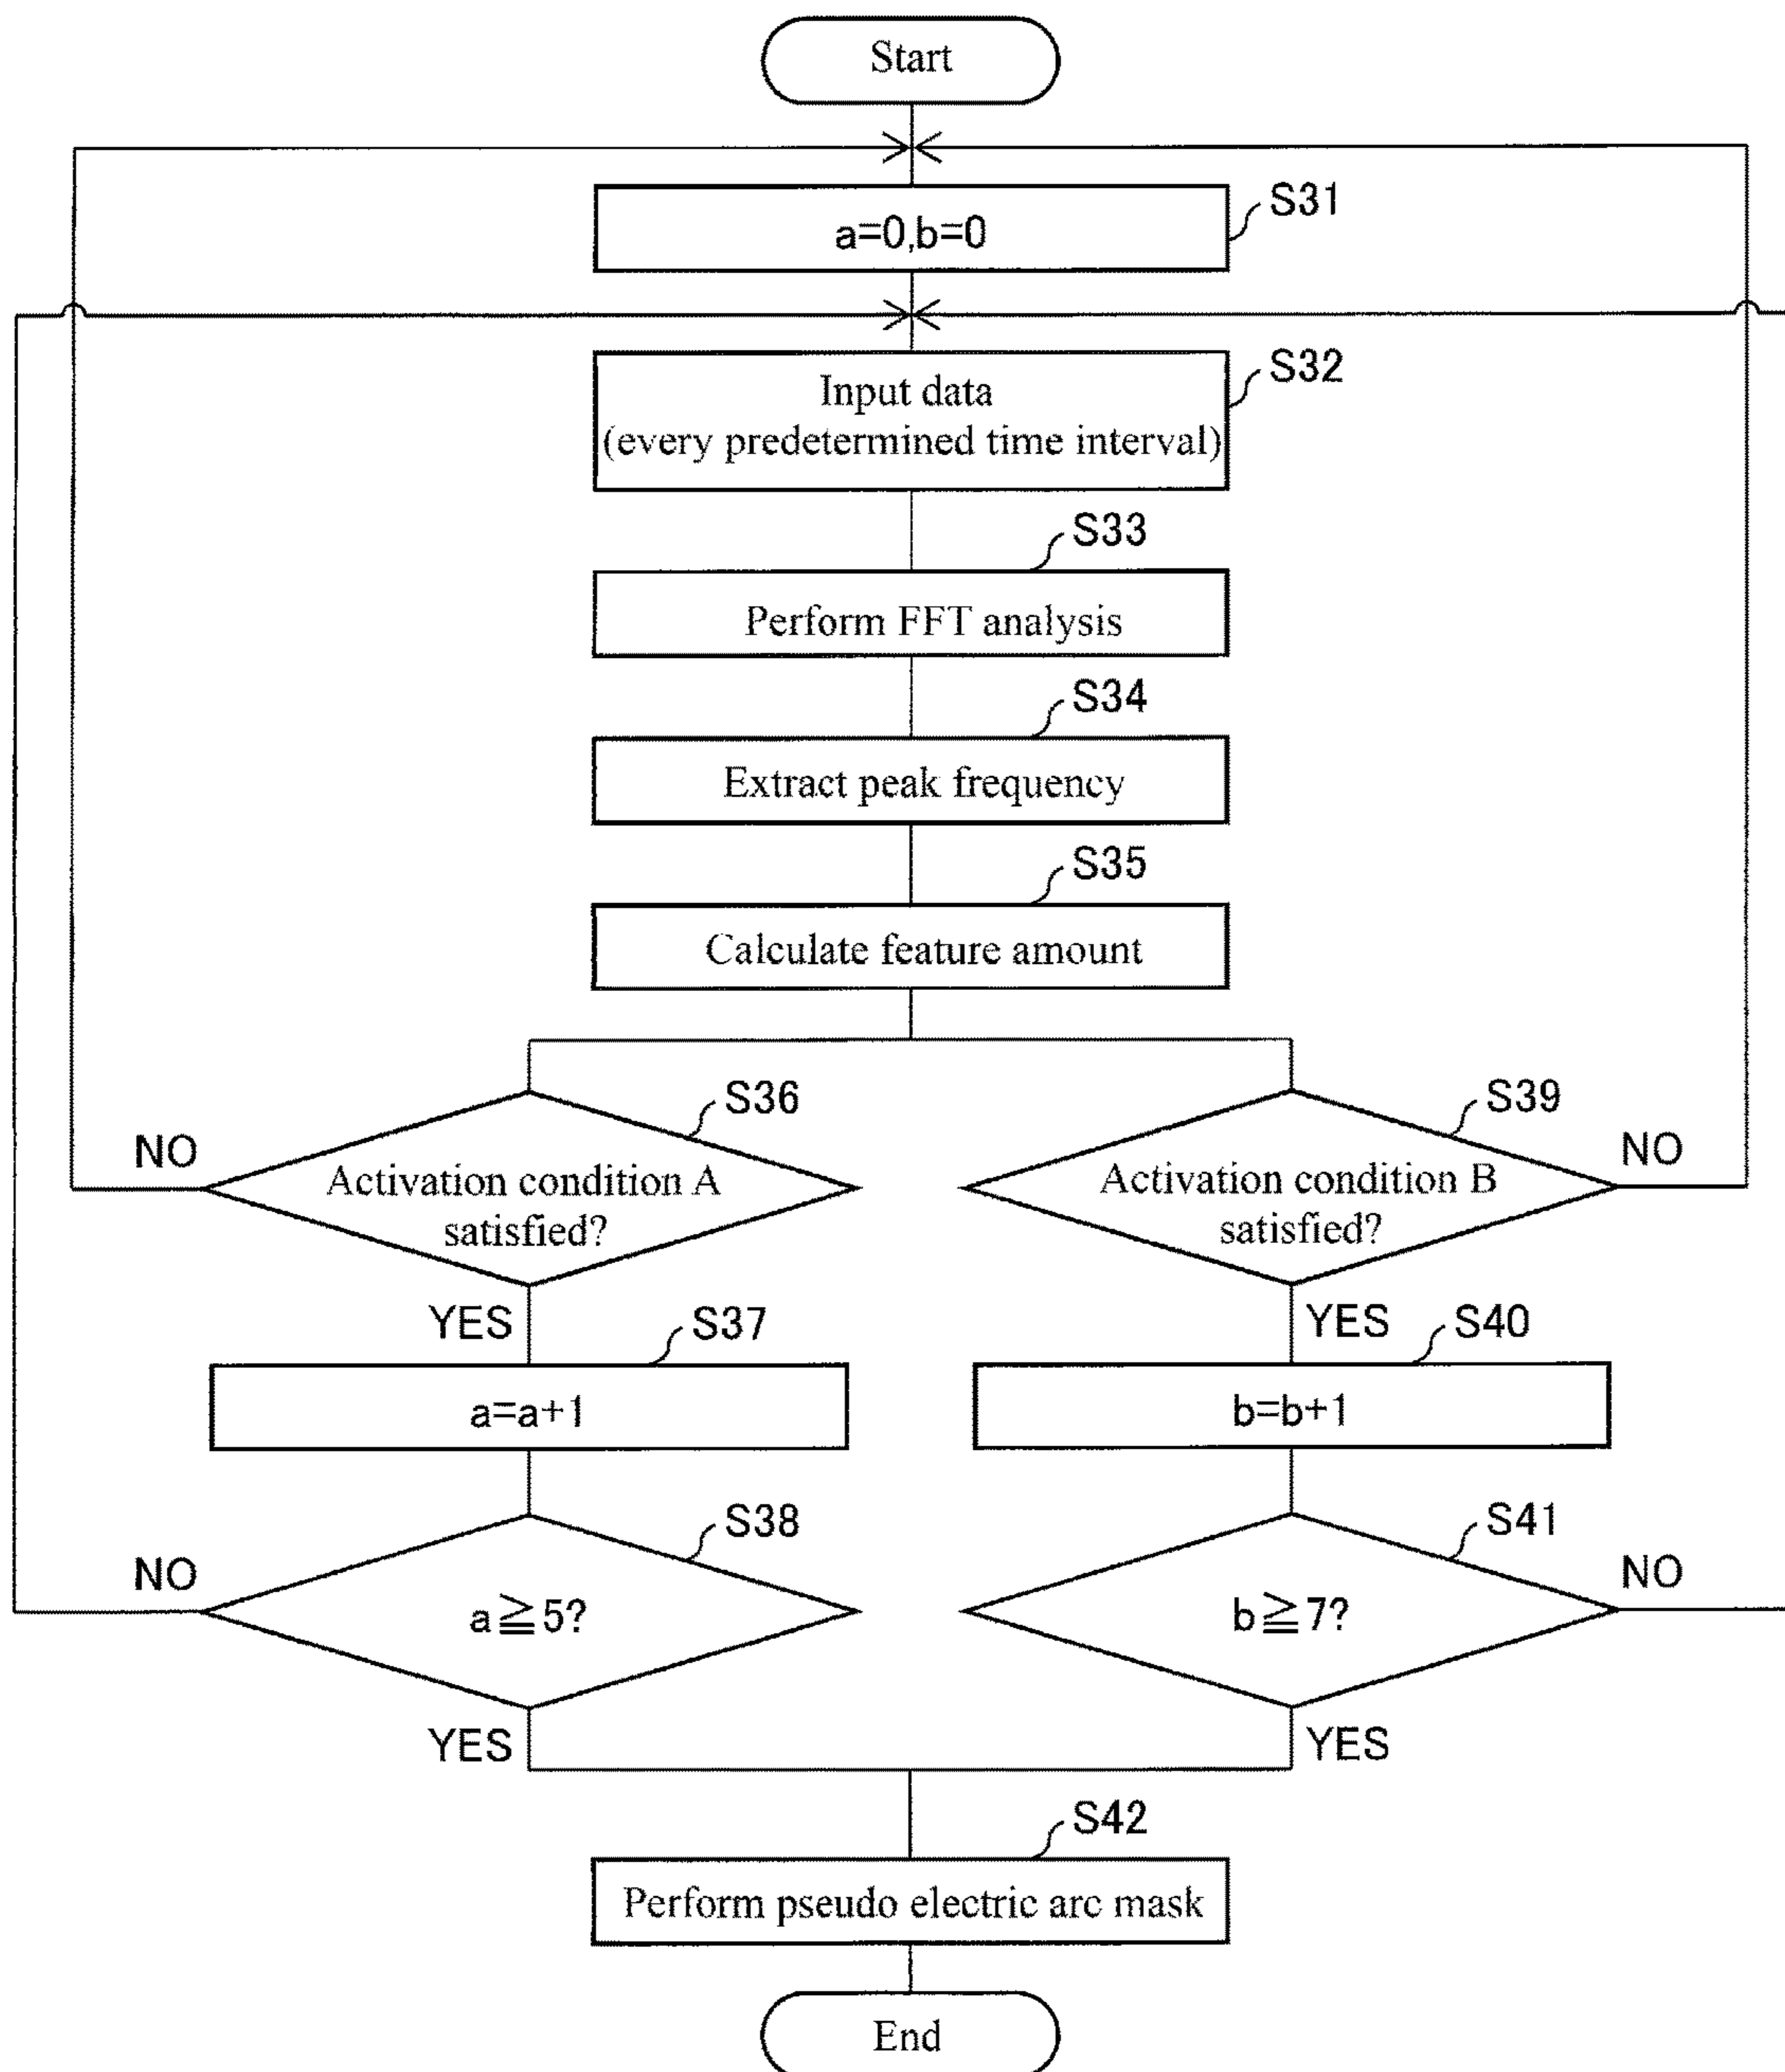 Start
S31
a=0,b=0
S32
Input data
(every predetermined time interval)
S33
Perform FFT analysis
S34
Extract peak frequency
S35
Calculate feature amount
S36
NO
Activation condition A
satisfied?
YES
S39
NO
Activation condition B
satisfied?
YES
S37
a=a+1
S40
b=b+1
S38
NO
a≧5?
YES
S41
NO
b≧7?
YES
S42
Perform pseudo electric arc mask
End